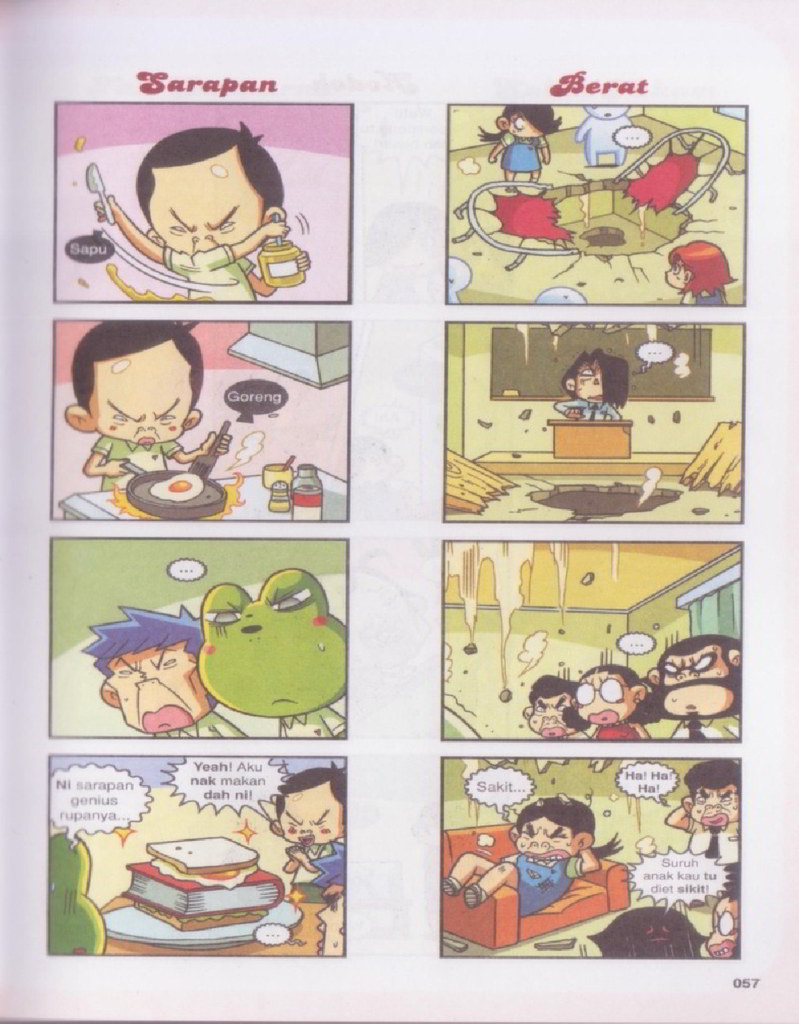 Sarapan
Sapu
Goreng
...
Ni sarapan
genius
rupanya...
Yeah! Aku
nak makan
dah ni!
...
Berat
...
...
...
Sakit...
Ha! Ha!
Ha!
Suruh
anak kau tu
diet sikit!
057